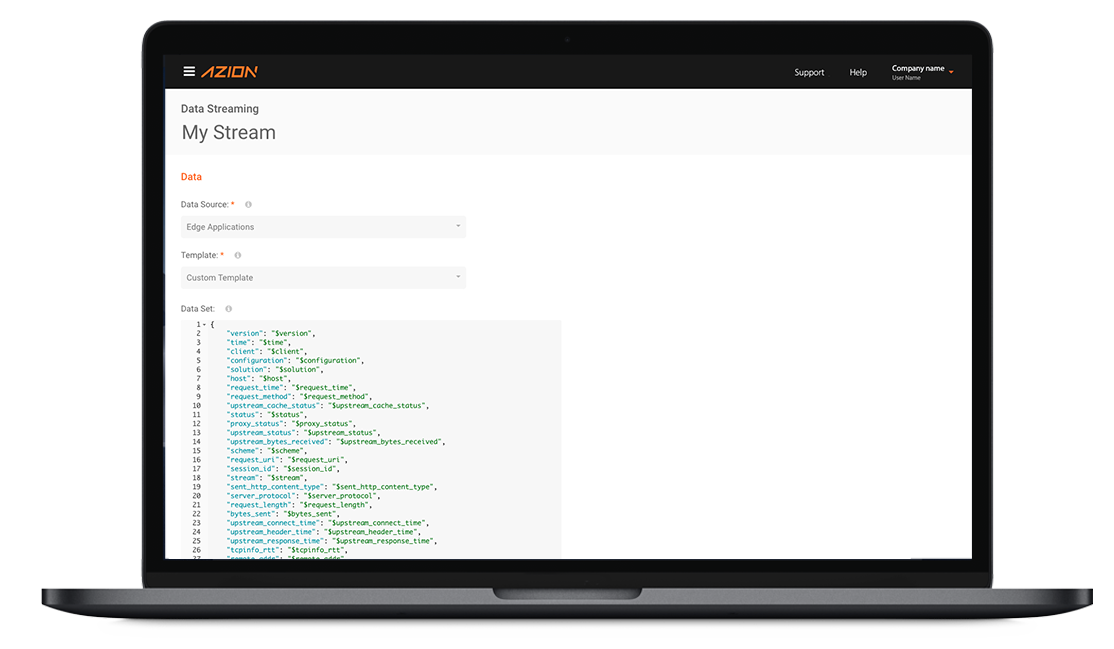 AZION
Support
Help
Company name
User Name
Data Streaming
My Stream
Data
Data Source: *
Edge Applications
Template: *
Custom Template
Data Set:
1 {
2 "version": "$version",
3 "time": "$time",
4 "client": "$client",
5 "configuration": "$configuration",
6 "solution": "$solution",
7 "host": "$host",
8 "request_time": "$request_time",
9 "request_method": "$request_method",
10 "upstream_cache_status": "$upstream_cache_status",
11 "status": "$status",
12 "proxy_status": "$proxy_status",
13 "upstream_status": "$upstream_status",
14 "upstream_bytes_received": "$upstream_bytes_received",
15 "scheme": "$scheme",
16 "request_uri": "$request_uri",
17 "session_id": "$session_id",
18 "stream": "$stream",
19 "sent_http_content_type": "$sent_http_content_type",
20 "server_protocol": "$server_protocol",
21 "request_length": "$request_length",
22 "bytes_sent": "$bytes_sent",
23 "upstream_connect_time": "$upstream_connect_time",
24 "upstream_header_time": "$upstream_header_time",
25 "upstream_response_time": "$upstream_response_time",
26 "tcpinfo_rtt": "$tcpinfo_rtt",